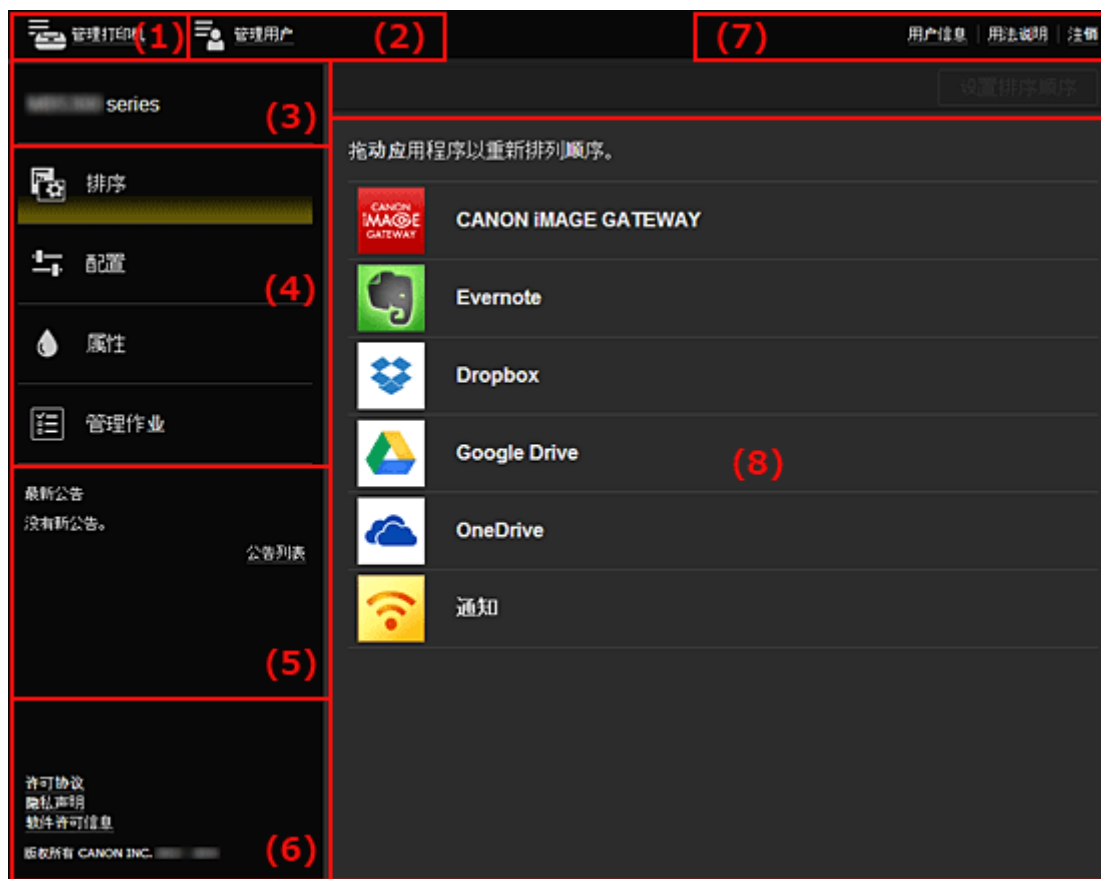 管理打印机 (1)
管理用户 (2)
(7) 用户信息 用法说明 注销
series (3)
设置排序顺序
排序
配置
(4)
属性
管理作业
最新公告
没有新公告。
公告列表
(5)
许可协议
隐私声明
软件许可信息
版权所有 CANON INC.
(6)
拖动应用程序以重新排列顺序。
CANON iMAGE GATEWAY
CANON iMAGE GATEWAY
Evernote
Dropbox
Google Drive
(8)
OneDrive
通知